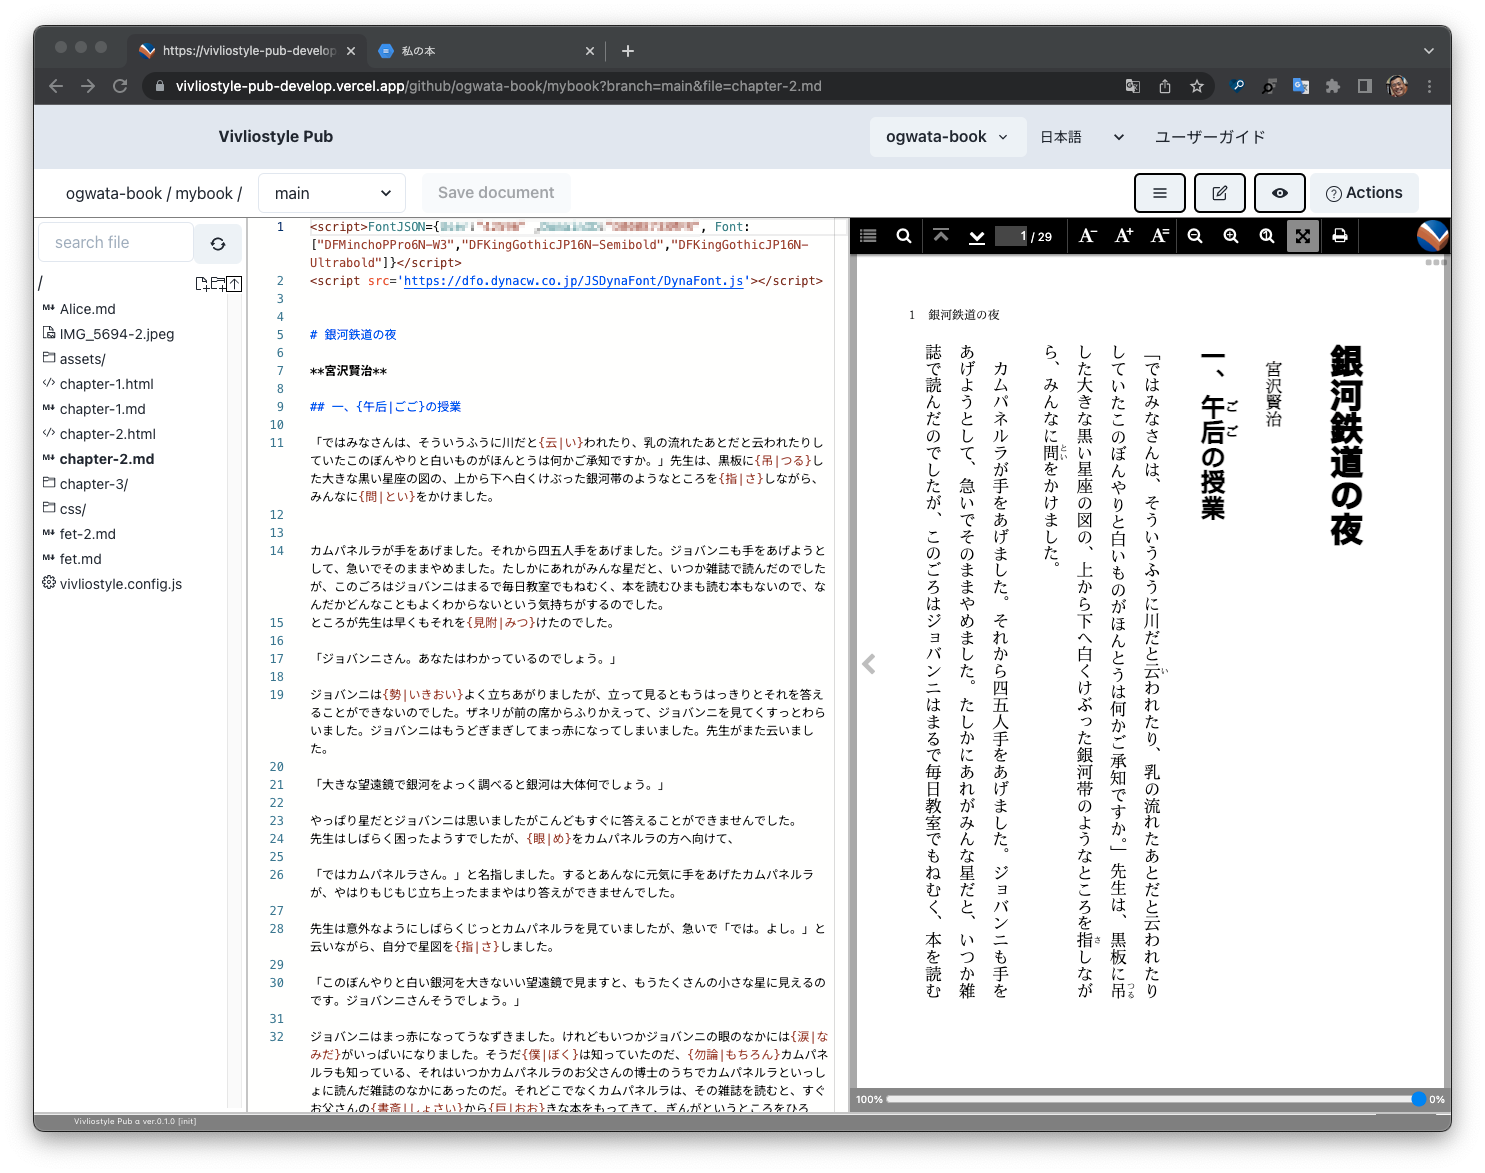 https://vivliostyle-pub-develop
私の本
vivliostyle-pub-develop.vercel.app/github/ogwata-book/mybook?branch=main&file=chapter-2.md
Vivliostyle Pub
ogwata-book
日本語
ユーザーガイド
ogwata-book / mybook /
main
Save document
Actions
search file
/
Alice.md
IMG_5694-2.jpeg
assets/
chapter-1.html
chapter-1.md
chapter-2.html
chapter-2.md
chapter-3/
css/
fet-2.md
fet.md
vivliostyle.config.js
1 <script>FontJSON={ , Font:
["DFMinchoPPro6N-W3","DFKingGothicJP16N-Semibold","DFKingGothicJP16N-
Ultrabold"]}</script>
2 <script src='https://dfo.dynacw.co.jp/JSDynaFont/DynaFont.js'></script>
3
4
5 # 銀河鉄道の夜
6
7 **宮沢賢治**
8
9 ## 一、{午后|ごご}の授業
10
11 「ではみなさんは、そういうふうに川だと{云|い}われたり、乳の流れたあとだと云われたりし
ていたこのぼんやりと白いものがほんとうは何かご承知ですか。」先生は、黒板に{吊|つる}し
た大きな黒い星座の図の、上から下へ白くけぶった銀河帯のようなところを{指|さ}しながら、
みんなに{問|とい}をかけました。
12
13
14 カムパネルラが手をあげました。それから四五人手をあげました。ジョバンニも手をあげようと
して、急いでそのままやめました。たしかにあれがみんな星だと、いつか雑誌で読んだのでした
が、このごろはジョバンニはまるで毎日教室でもねむく、本を読むひまも読む本もないので、な
んだかどんなこともよくわからないという気持ちがするのでした。
15 ところが先生は早くもそれを{見附|みつ}けたのでした。
16
17 「ジョバンニさん。あなたはわかっているのでしょう。」
18
19 ジョバンニは{勢|いきおい}よく立ちあがりましたが、立って見るともうはっきりとそれを答え
ることができないのでした。ザネリが前の席からふりかえって、ジョバンニを見てくすっとわら
いました。ジョバンニはもうどぎまぎしてまっ赤になってしまいました。先生がまた云いまし
た。
20
21 「大きな望遠鏡で銀河をよっく調べると銀河は大体何でしょう。」
22
23 やっぱり星だとジョバンニは思いましたがこんどもすぐに答えることができませんでした。
24 先生はしばらく困ったようすでしたが、{眼|め}をカムパネルラの方へ向けて、
25
26 「ではカムパネルラさん。」と名指しました。するとあんなに元気に手をあげたカムパネルラ
が、やはりもじもじ立ち上ったままやはり答えができませんでした。
27
28 先生は意外なようにしばらくじっとカムパネルラを見ていましたが、急いで「では。よし。」と
云いながら、自分で星図を{指|さ}しました。
29
30 「このぼんやりと白い銀河を大きないい望遠鏡で見ますと、もうたくさんの小さな星に見えるの
です。ジョバンニさんそうでしょう。」
31
32 ジョバンニはまっ赤になってうなずきました。けれどもいつかジョバンニの眼のなかには{涙|な
みだ}がいっぱいになりました。そうだ{僕|ぼく}は知っていたのだ、{勿論|もちろん}カムパネ
ルラも知っている、それはいつかカムパネルラのお父さんの博士のうちでカムパネルラといっし
ょに読んだ雑誌のなかにあったのだ。それどこでなくカムパネルラは、その雑誌を読むと、すぐ
お父さんの{書斎|しょさい}から{巨|おお}きな本をもってきて、ぎんがというところをひろ
1 / 29
A− A+ A=
1 銀河鉄道の夜
銀河鉄道の夜
宮沢賢治
一、午后の授業
ごご
「ではみなさんは、そういうふうに川だと云われたり、乳の流れたあとだと云われたり
い
していたこのぼんやりと白いものがほんとうは何かご承知ですか。」先生は、黒板に吊
つる
した大きな黒い星座の図の、上から下へ白くけぶった銀河帯のようなところを指しなが
さ
ら、みんなに問をかけました。
とい
カムパネルラが手をあげました。それから四五人手をあげました。ジョバンニも手を
あげようとして、急いでそのままやめました。たしかにあれがみんな星だと、いつか雑
誌で読んだのでしたが、このごろはジョバンニはまるで毎日教室でもねむく、本を読む
100%
0%
Vivliostyle Pub α ver.0.1.0 [init]